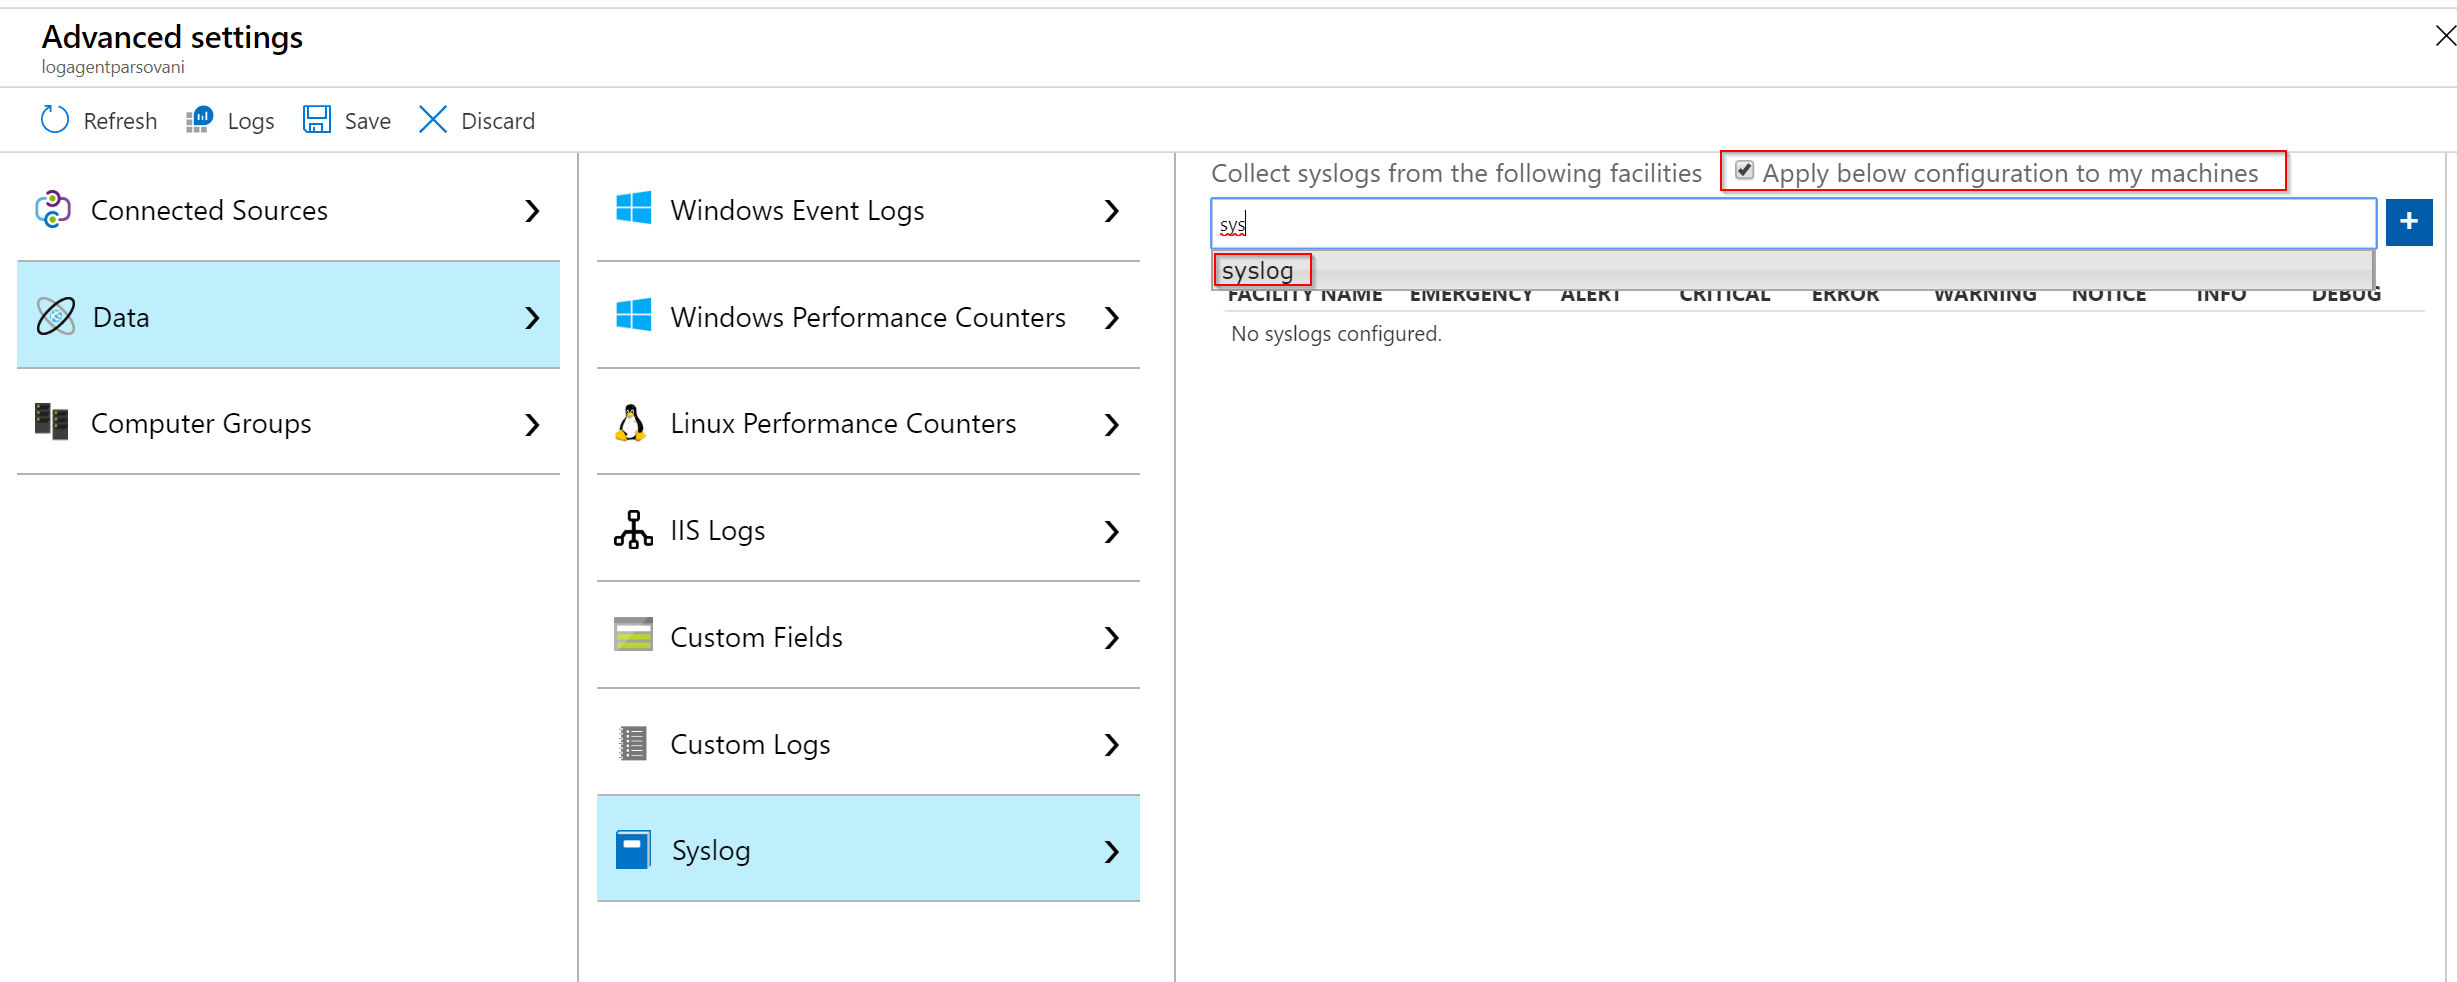 Advanced settings
logagentparsovani
Refresh Logs Save Discard
Connected Sources
Data
Computer Groups
Windows Event Logs
Windows Performance Counters
Linux Performance Counters
IIS Logs
Custom Fields
Custom Logs
Syslog
Collect syslogs from the following facilities Apply below configuration to my machines
sys
+
syslog
FACILITY NAME EMERGENCY ALERT CRITICAL ERROR WARNING NOTICE INFO DEBUG
No syslogs configured.